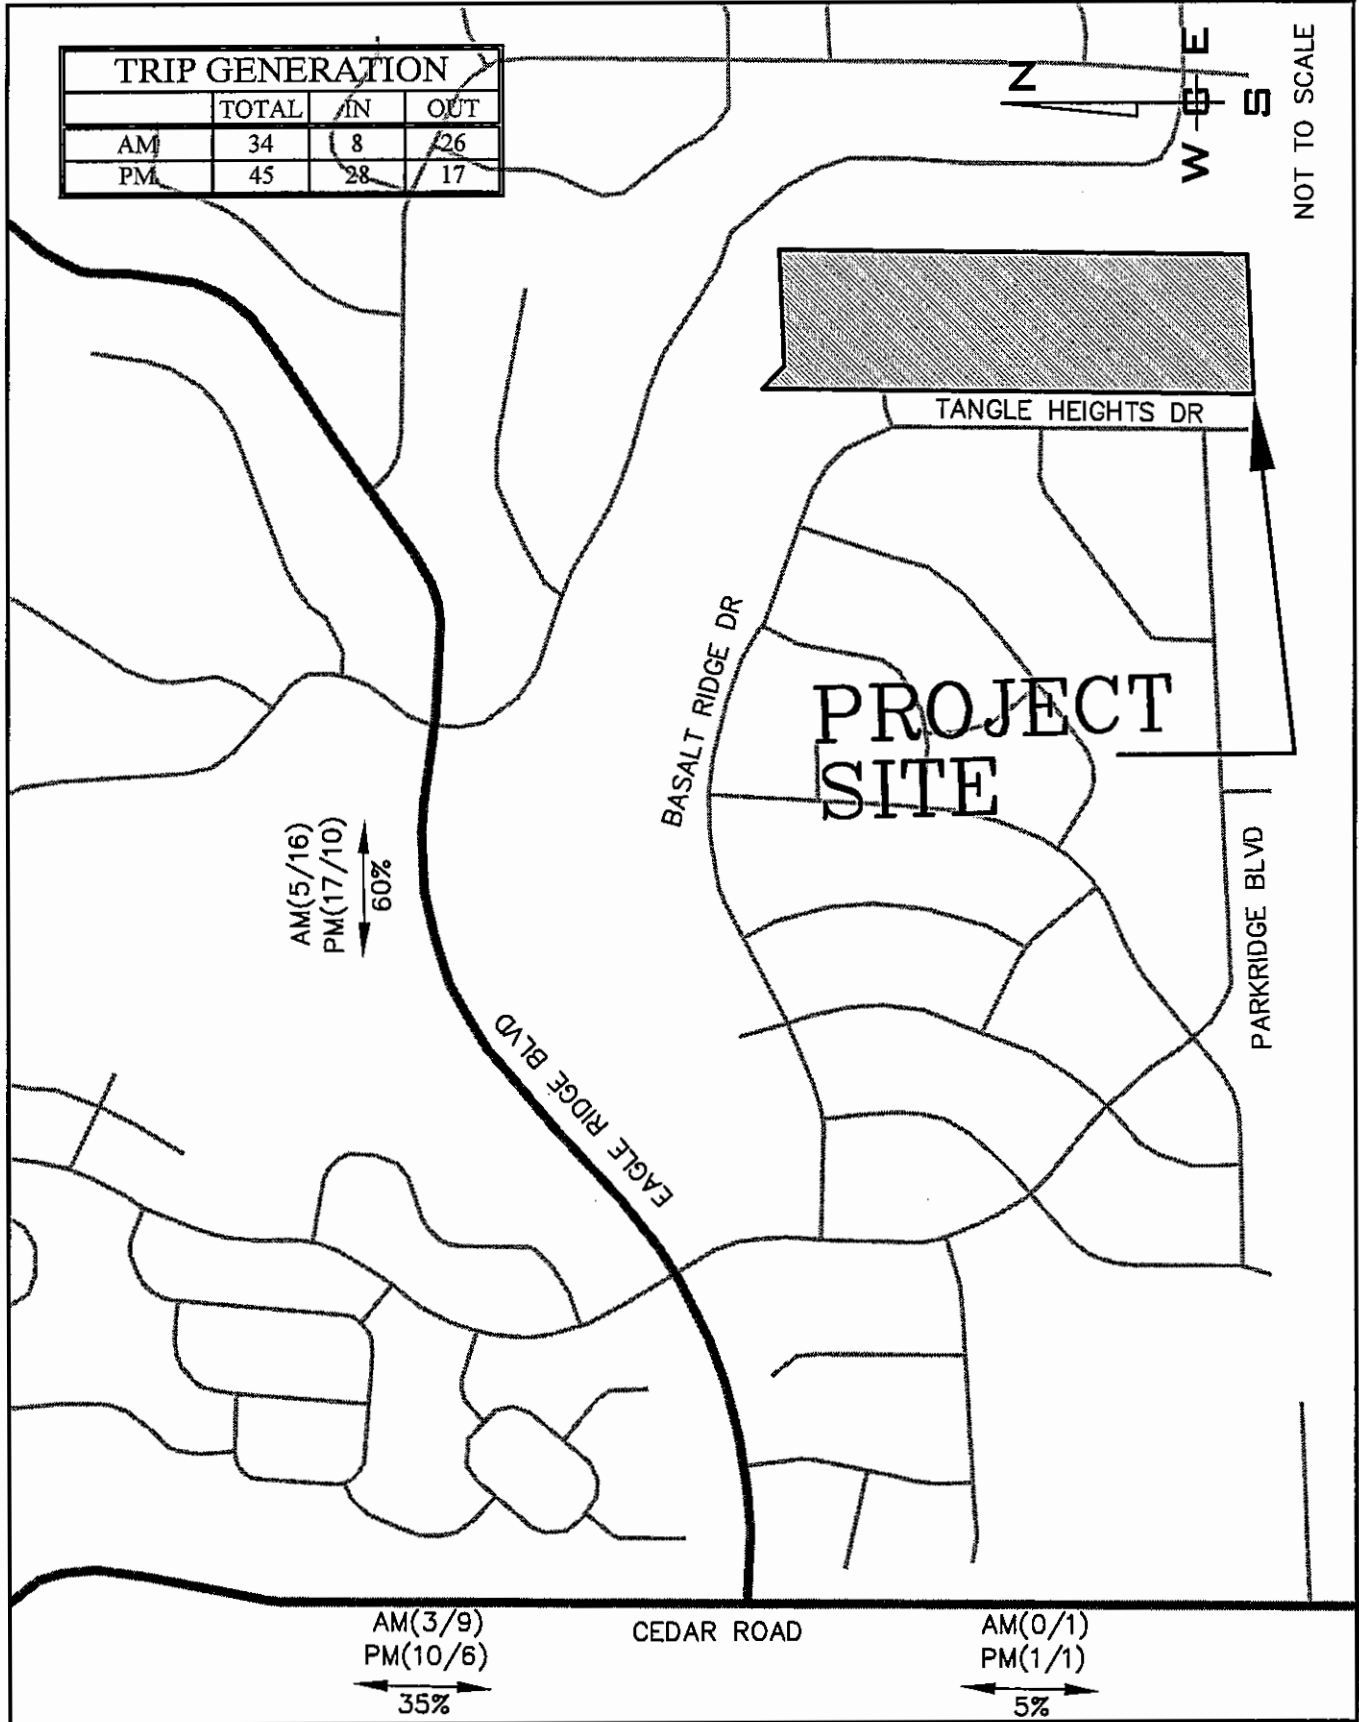 TRIP GENERATION
TOTAL IN OUT
AM 34 8 26
PM 45 28 17
N
W E
S
NOT TO SCALE
TANGLE HEIGHTS DR
BASALT RIDGE DR
PROJECT
SITE
PARKRIDGE BLVD
AM(5/16)
PM(17/10)
60%
EAGLE RIDGE BLVD
AM(3/9)
PM(10/6)
35%
CEDAR ROAD
AM(0/1)
PM(1/1)
5%